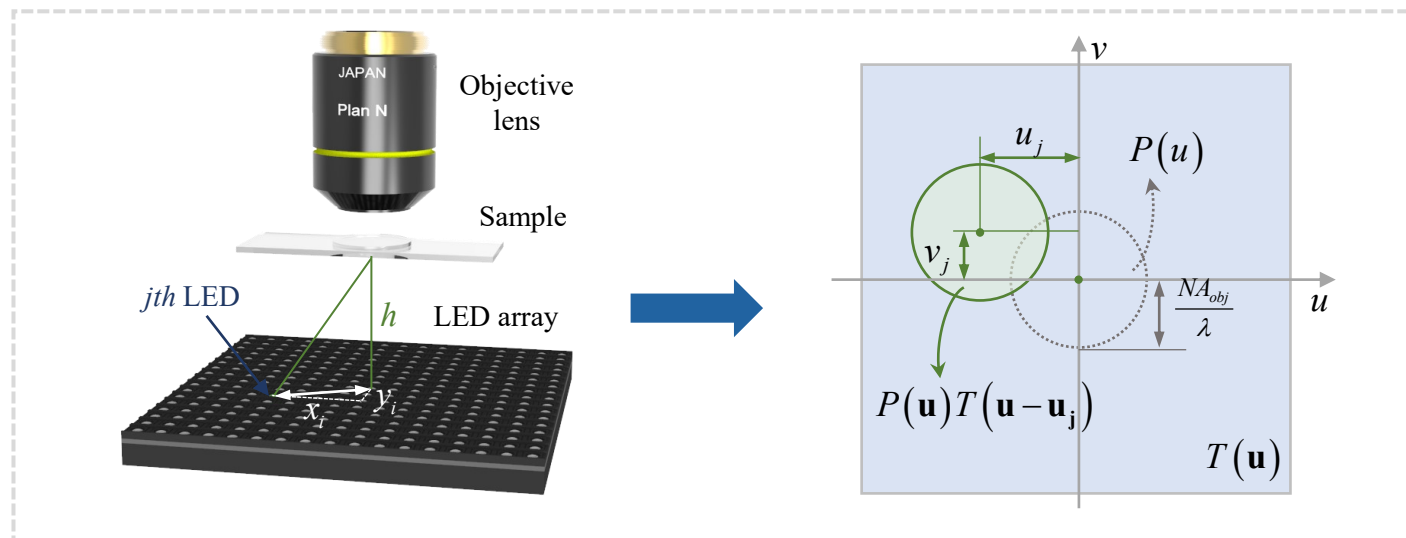 JAPAN
Plan N
Objective
lens
Sample
jth LED
h
LED array
x_i
y_i
v
u_j
P(u)
v_j
NA_obj
λ
u
P(u)T(u − u_j)
T(u)